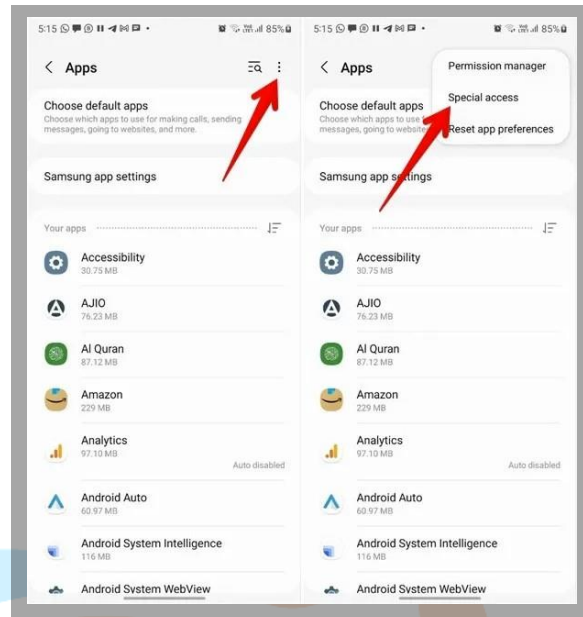 5:15 85%
Apps
Choose default apps
Choose which apps to use for making calls, sending
messages, going to websites, and more.
Samsung app settings
Your apps
Accessibility
30.75 MB
AJIO
76.23 MB
Al Quran
87.12 MB
Amazon
229 MB
Analytics
97.10 MB
Auto disabled
Android Auto
60.97 MB
Android System Intelligence
116 MB
Android System WebView
5:15 85%
Apps
Permission manager
Special access
Reset app preferences
Choose default apps
Choose which apps to use
messages, going to website
Samsung app settings
Your apps
Accessibility
30.75 MB
AJIO
76.23 MB
Al Quran
87.12 MB
Amazon
229 MB
Analytics
97.10 MB
Auto disabled
Android Auto
60.97 MB
Android System Intelligence
116 MB
Android System WebView